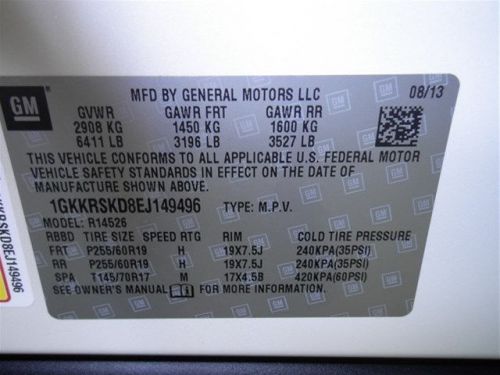 GM
MFD BY GENERAL MOTORS LLC
08/13
GVWR GAWR FRT GAWR RR
2908 KG 1450 KG 1600 KG
6411 LB 3196 LB 3527 LB
THIS VEHICLE CONFORMS TO ALL APPLICABLE U.S. FEDERAL MOTOR
VEHICLE SAFETY STANDARDS IN EFFECT ON THE DATE OF
MANUFACTURE SHOWN ABOVE.
1GKKRSKD8EJ149496 TYPE: M.P.V.
MODEL: R14526
RBBD TIRE SIZE SPEED RTG RIM COLD TIRE PRESSURE
FRT P255/60R19 H 19X7.5J 240KPA(35PSI)
RR P255/60R19 H 19X7.5J 240KPA(35PSI)
SPA T145/70R17 M 17X4.5B 420KPA(60PSI)
SEE OWNER'S MANUAL FOR MORE INFORMATION
KKRSKD8EJ149496